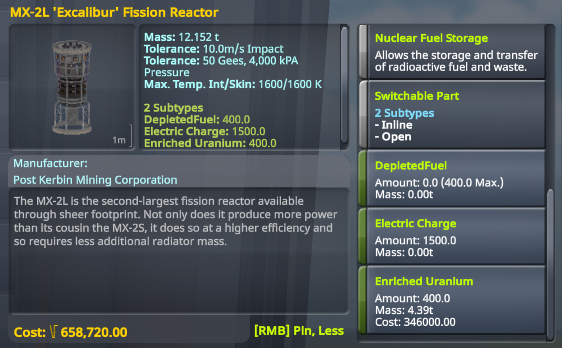 MX-2L 'Excalibur' Fission Reactor
Mass: 12.152 t
Tolerance: 10.0m/s Impact
Tolerance: 50 Gees, 4,000 kPA
Pressure
Max. Temp. Int/Skin: 1600/1600 K
2 Subtypes
DepletedFuel: 400.0
Electric Charge: 1500.0
Enriched Uranium: 400.0
1m
Manufacturer:
Post Kerbin Mining Corporation
The MX-2L is the second-largest fission reactor available
through sheer footprint. Not only does it produce more power
than its cousin the MX-2S, it does so at a higher efficiency and
so requires less additional radiator mass.
Cost: 658,720.00
[RMB] Pin, Less
Nuclear Fuel Storage
Allows the storage and transfer
of radioactive fuel and waste.
Switchable Part
2 Subtypes
- Inline
- Open
DepletedFuel
Amount: 0.0 (400.0 Max.)
Mass: 0.00t
Electric Charge
Amount: 1500.0
Mass: 0.00t
Enriched Uranium
Amount: 400.0
Mass: 4.39t
Cost: 346000.00